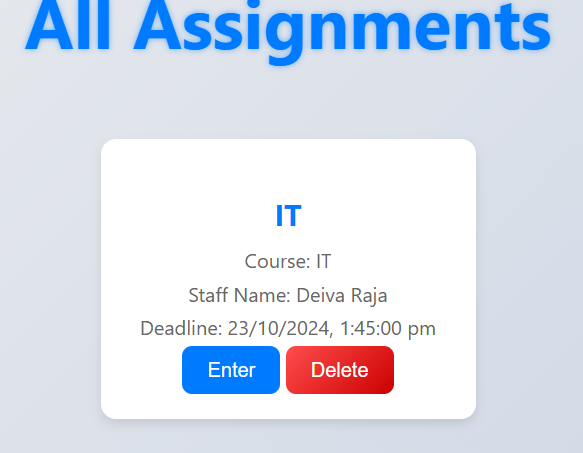 All Assignments
IT
Course: IT
Staff Name: Deiva Raja
Deadline: 23/10/2024, 1:45:00 pm
Enter Delete